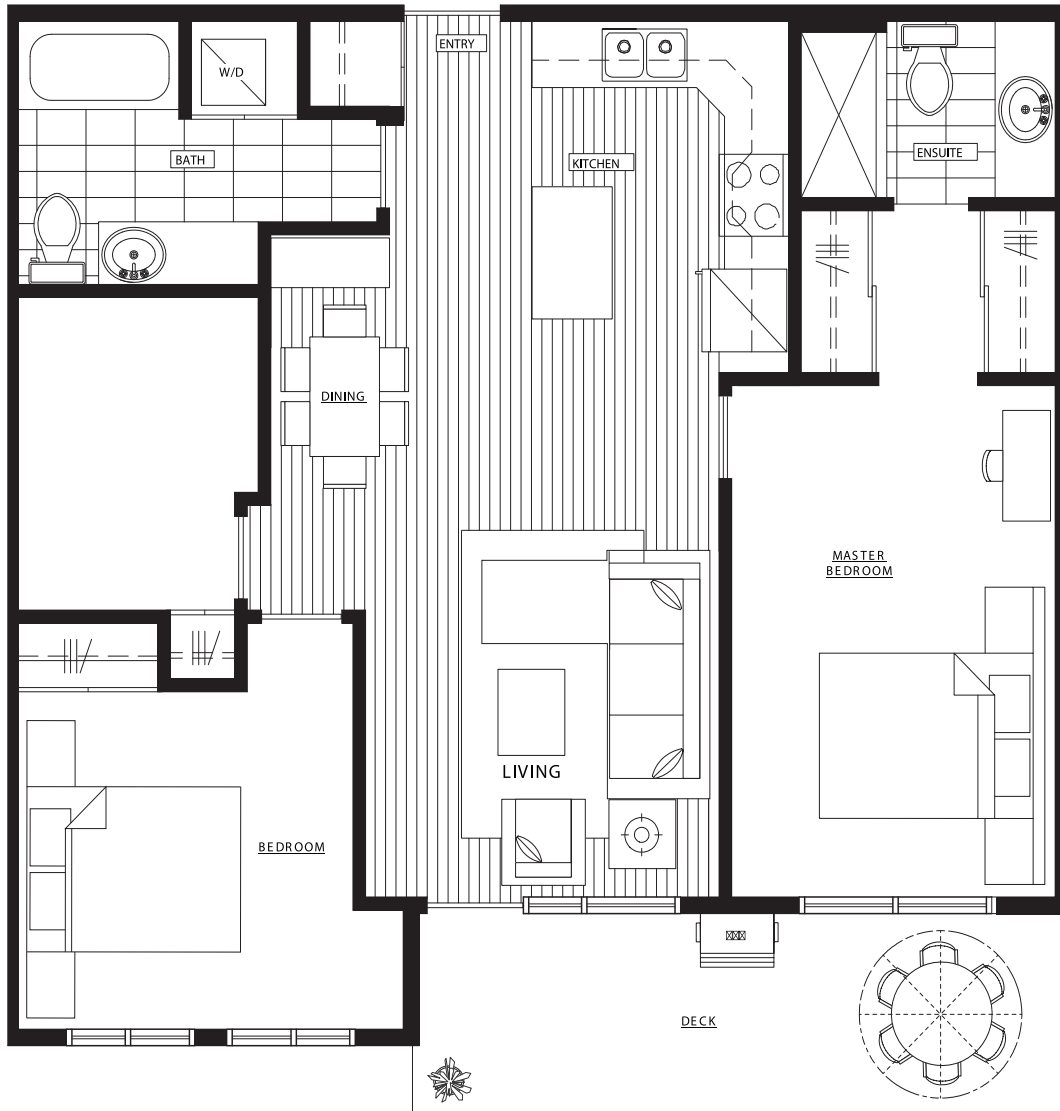 ENTRY
W/D
BATH
KITCHEN
ENSUITE
DINING
MASTER
BEDROOM
LIVING
BEDROOM
DECK